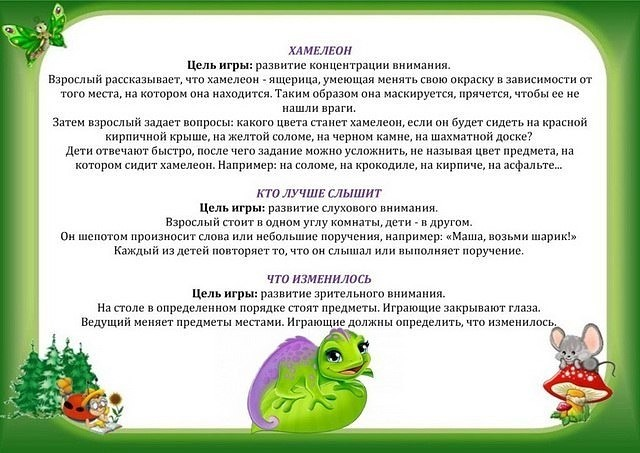 ХАМЕЛЕОН
Цель игры: развитие концентрации внимания.
Взрослый рассказывает, что хамелеон - ящерица, умеющая менять свою окраску в зависимости от
того места, на котором она находится. Таким образом она маскируется, прячется, чтобы ее не
нашли враги.
Затем взрослый задает вопросы: какого цвета станет хамелеон, если он будет сидеть на красной
кирпичной крыше, на желтой соломе, на черном камне, на шахматной доске?
Дети отвечают быстро, после чего задание можно усложнить, не называя цвет предмета, на
котором сидит хамелеон. Например: на соломе, на крокодиле, на кирпиче, на асфальте...
КТО ЛУЧШЕ СЛЫШИТ
Цель игры: развитие слухового внимания.
Взрослый стоит в одном углу комнаты, дети - в другом.
Он шепотом произносит слова или небольшие поручения, например: «Маша, возьми шарик!»
Каждый из детей повторяет то, что он слышал или выполняет поручение.
ЧТО ИЗМЕНИЛОСЬ
Цель игры: развитие зрительного внимания.
На столе в определенном порядке стоят предметы. Играющие закрывают глаза.
Ведущий меняет предметы местами. Играющие должны определить, что изменилось.